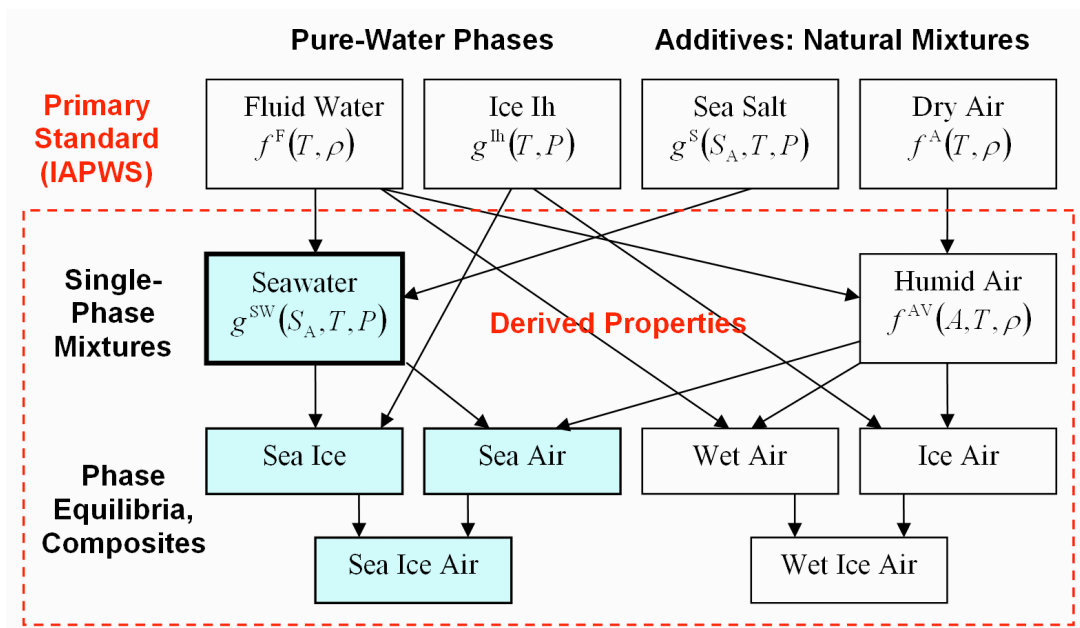 Pure-Water Phases
Additives: Natural Mixtures
Primary
Standard
(IAPWS)
Fluid Water
f^F(T, ρ)
Ice Ih
g^Ih(T, P)
Sea Salt
g^S(S_A, T, P)
Dry Air
f^A(T, ρ)
Single-
Phase
Mixtures
Seawater
g^SW(S_A, T, P)
Derived Properties
Humid Air
f^AV(A, T, ρ)
Phase
Equilibria,
Composites
Sea Ice
Sea Air
Wet Air
Ice Air
Sea Ice Air
Wet Ice Air